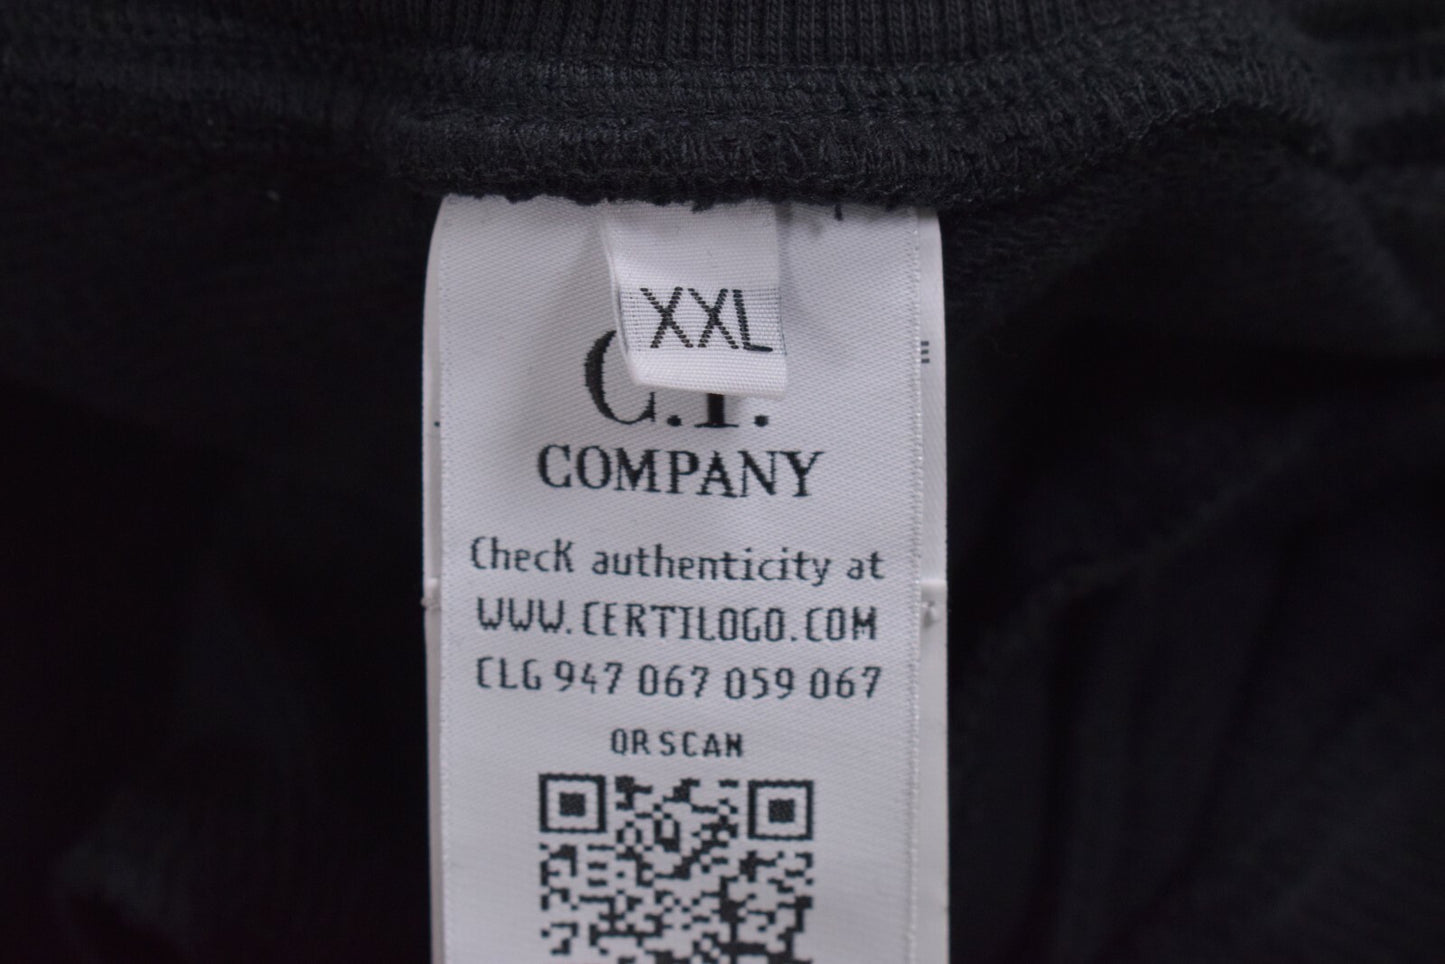 XXL
C.P.
COMPANY
Check authenticity at
WWW.CERTILOGO.COM
CLG 947 067 059 067
OR SCAN